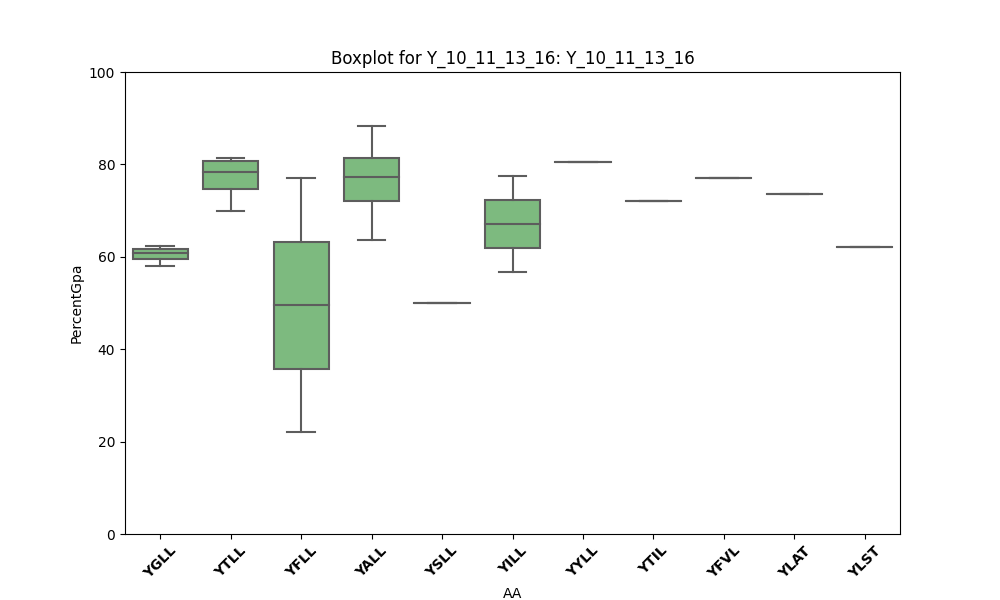 Boxplot for Y_10_11_13_16: Y_10_11_13_16
100
80
60
40
20
0
PercentGpa
YGLL YTLL YFLL YALL YSLL YILL YYLL YTIL YFVL YLAT YLST
AA